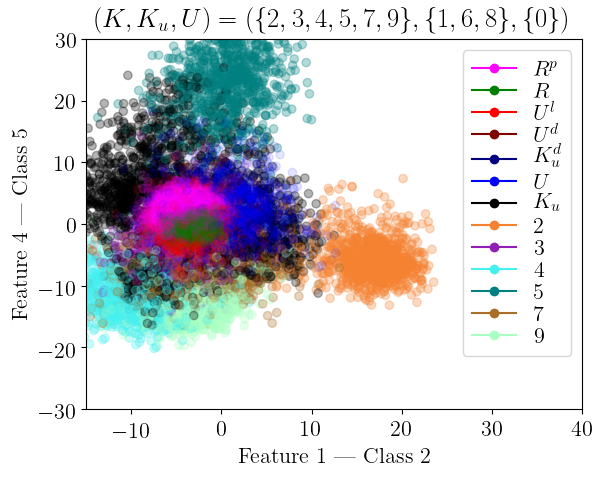 (K, K_u, U) = ({2, 3, 4, 5, 7, 9}, {1, 6, 8}, {0})
30
20
10
0
−10
−20
−30
Feature 4 — Class 5
R^p
R
U^l
U^d
K_u^d
U
K_u
2
3
4
5
7
9
−10
0
10
20
30
40
Feature 1 — Class 2